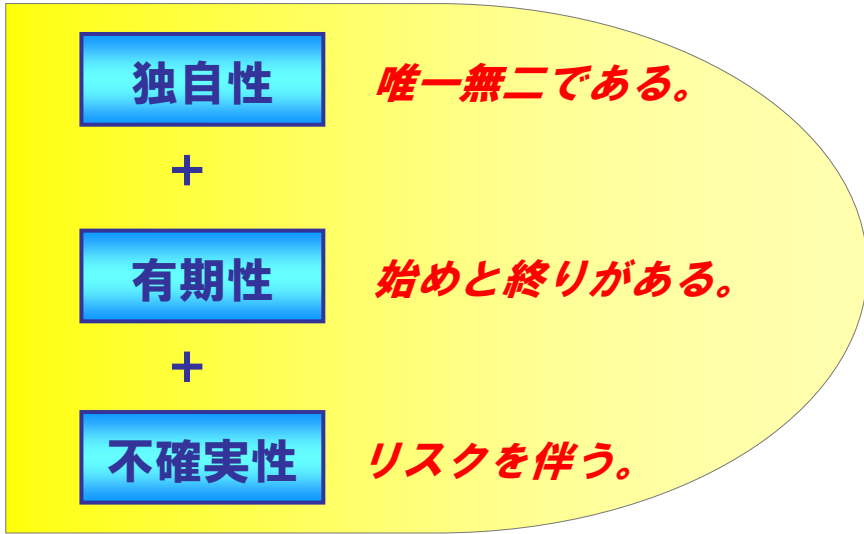 独自性 唯一無二である。
+
有期性 始めと終りがある。
+
不確実性 リスクを伴う。